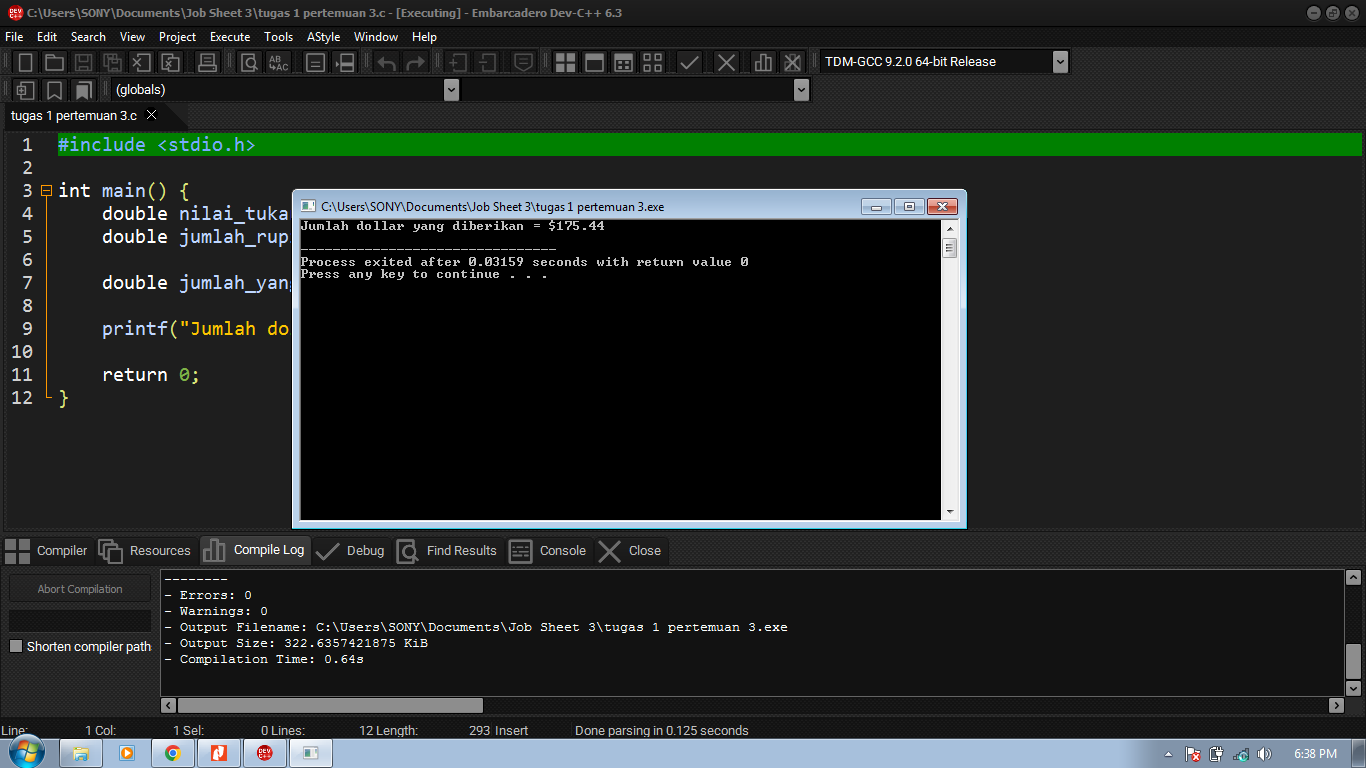 C:\Users\SONY\Documents\Job Sheet 3\tugas 1 pertemuan 3.c - [Executing] - Embarcadero Dev-C++ 6.3
File Edit Search View Project Execute Tools AStyle Window Help
TDM-GCC 9.2.0 64-bit Release
(globals)
tugas 1 pertemuan 3.c
1 #include <stdio.h>
2
3 int main() {
4 double nilai_tuka
5 double jumlah_rup
6
7 double jumlah_yan
8
9 printf("Jumlah do
10
11 return 0;
12 }
C:\Users\SONY\Documents\Job Sheet 3\tugas 1 pertemuan 3.exe
Jumlah dollar yang diberikan = $175.44
--------------------------------
Process exited after 0.03159 seconds with return value 0
Press any key to continue . . .
Compiler Resources Compile Log Debug Find Results Console Close
Abort Compilation
Shorten compiler path
--------
- Errors: 0
- Warnings: 0
- Output Filename: C:\Users\SONY\Documents\Job Sheet 3\tugas 1 pertemuan 3.exe
- Output Size: 322.6357421875 KiB
- Compilation Time: 0.64s
Line: 1 Col: 1 Sel: 0 Lines: 12 Length: 293 Insert Done parsing in 0.125 seconds
DEV C++
6:38 PM